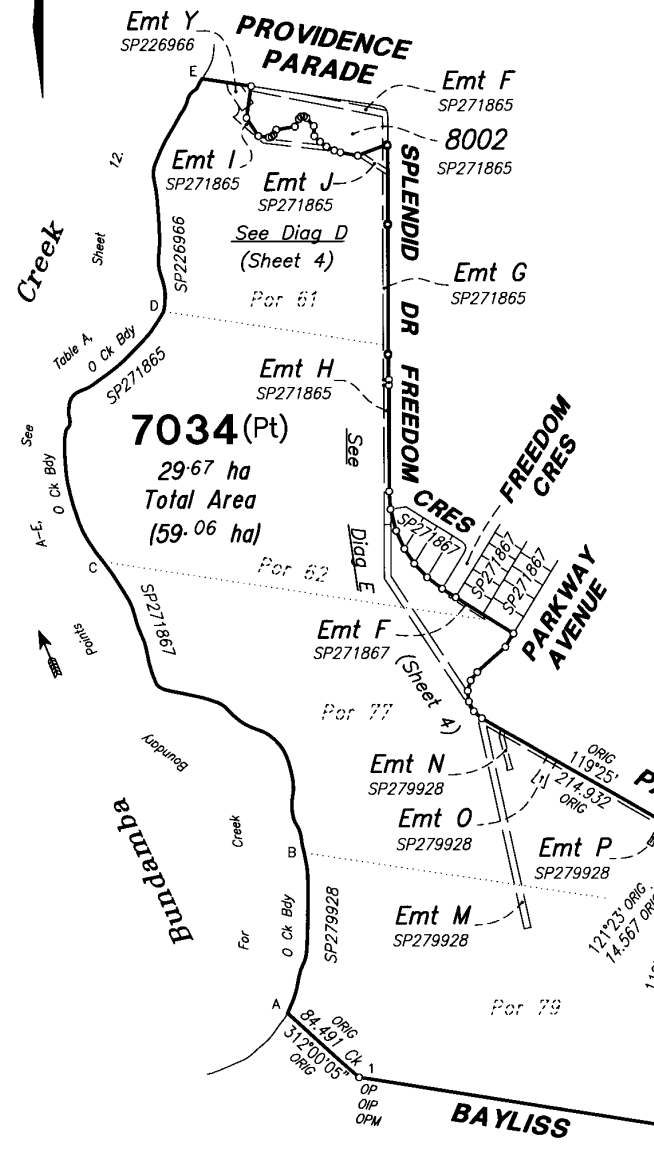 Emt Y
SP226966
PROVIDENCE
PARADE
E
Emt F
SP271865
8002
SP271865
Emt I
SP271865
Emt J
SP271865
SPLENDID DR
See Diag D
(Sheet 4)
SP226966
12.
Sheet
Creek
Emt G
SP271865
Por 61
D
Table A,
O Ck Bdy
SP271865
Emt H
SP271865
FREEDOM CRES
7034 (Pt)
29.67 ha
Total Area
(59.06 ha)
See
Diag E
(Sheet 4)
See
O Ck Bdy
A-E,
SP271867
FREEDOM
CRES
SP271867
SP271867
C
Por 62
SP271867
PARKWAY
AVENUE
Points
Emt F
SP271867
Por 77
Boundary
Emt N
SP279928
ORIG
119°25'
214.932
ORIG
Emt O
SP279928
Bundamba
Creek
B
Emt P
SP279928
For
O Ck Bdy
SP279928
Emt M
SP279928
121°23' ORIG
14.567
Por 79
A
ORIG
84.491 Ck
312°00'05"
ORIG
1
OP
OIP
OPM
BAYLISS